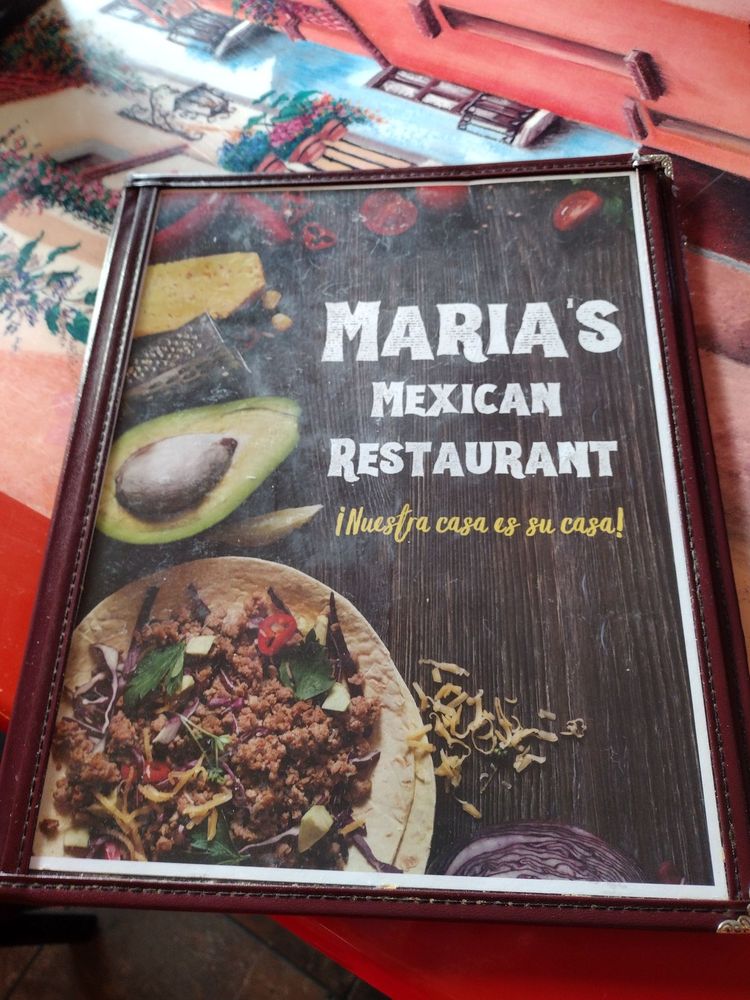 MARIA'S
MEXICAN
RESTAURANT
¡Nuestra casa es su casa!